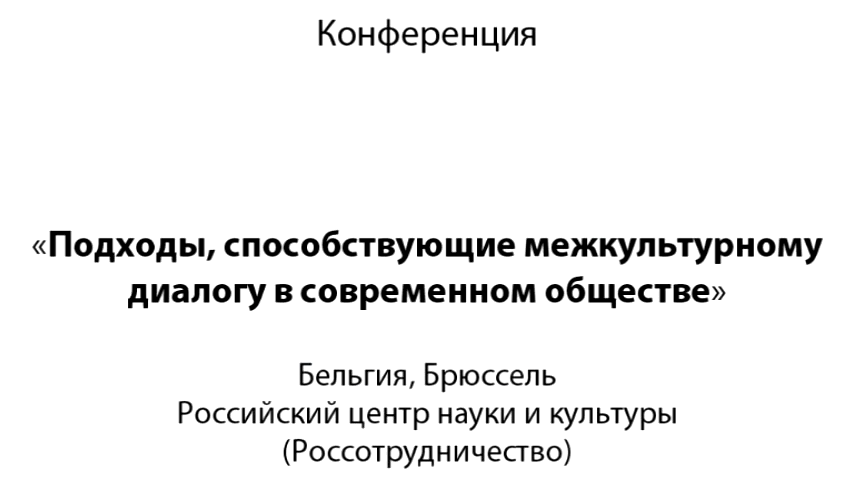 Конференция
«Подходы, способствующие межкультурному
диалогу в современном обществе»
Бельгия, Брюссель
Российский центр науки и культуры
(Россотрудничество)